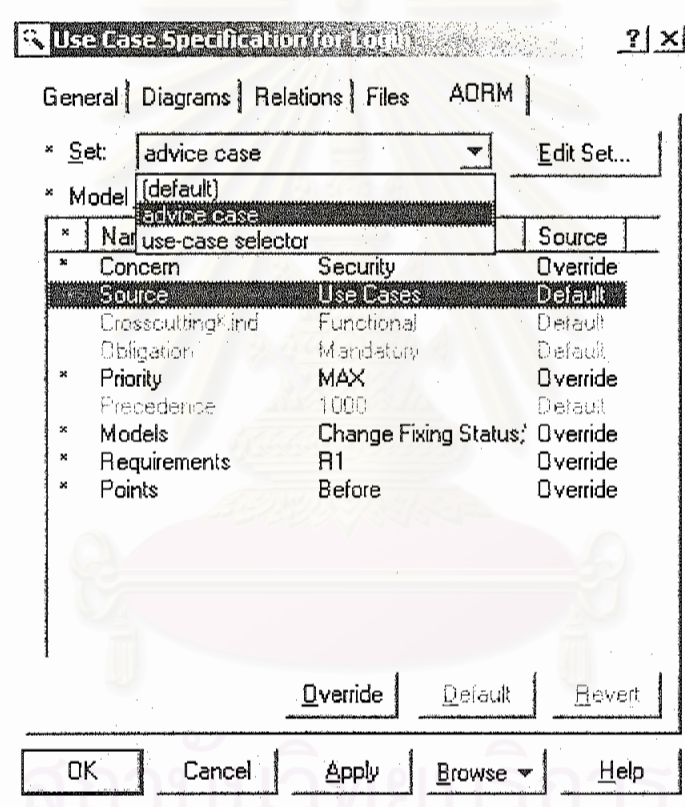 Use Case Specification for Login ? ×
General Diagrams Relations Files AORM
* Set: advice case Edit Set...
* Model (default)
advice case
use-case selector
* Nar Source
* Concern Security Override
Source Use Cases Default
CrosscuttingKind Functional Default
Obligation Mandatory Default
* Priority MAX Override
Precedence 1000 Default
* Models Change Fixing Status;' Override
* Requirements R1 Override
* Points Before Override
Override Default Revert
OK Cancel Apply Browse Help